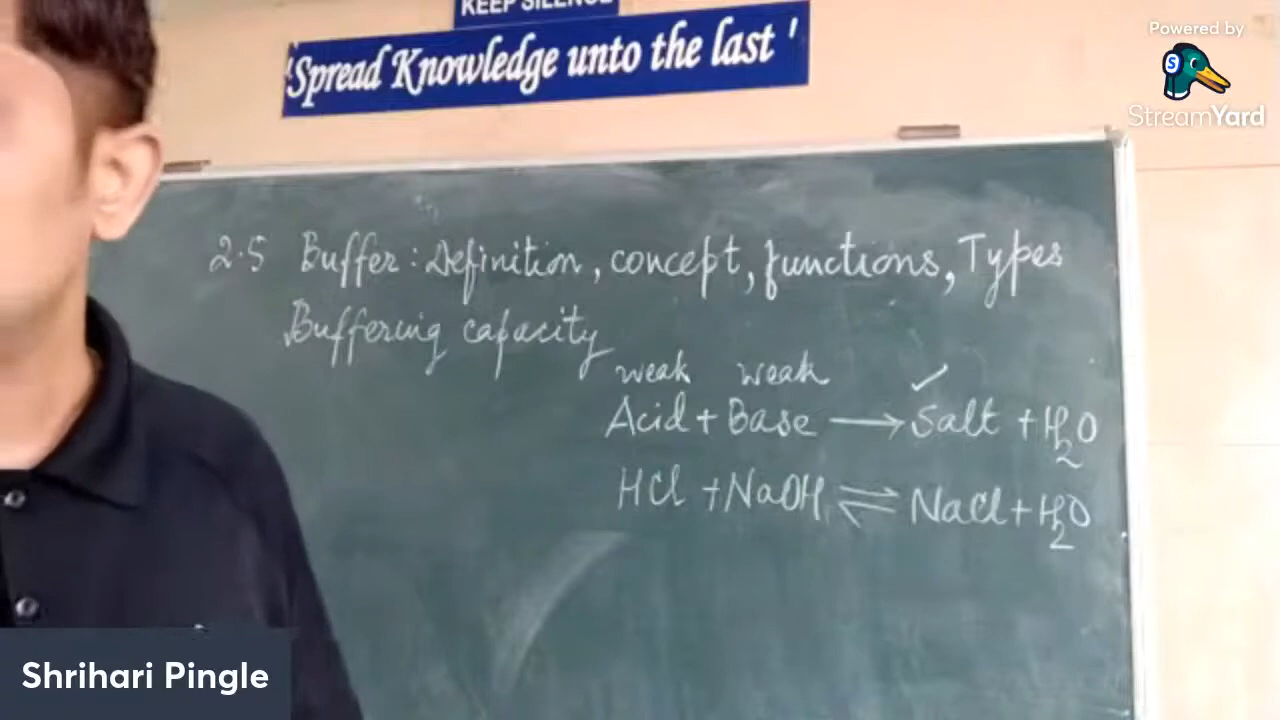 KEEP SILENCE
'Spread Knowledge unto the last'
Powered by
StreamYard
2.5 Buffer: Definition, concept, functions, Types
Buffering capacity
weak weak ✓
Acid + Base ⟶ Salt + H₂O
HCl + NaOH ⇌ NaCl + H₂O
Shrihari Pingle